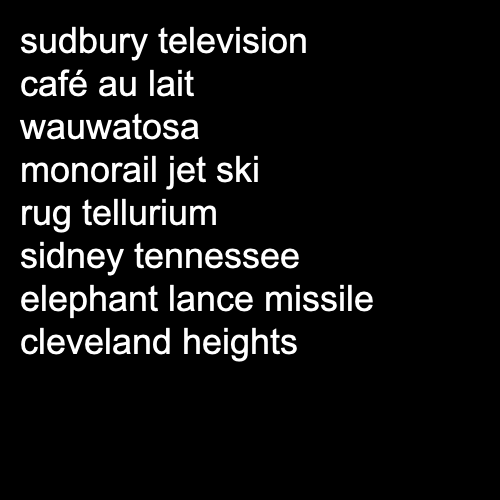 sudbury television
café au lait
wauwatosa
monorail jet ski
rug tellurium
sidney tennessee
elephant lance missile
cleveland heights